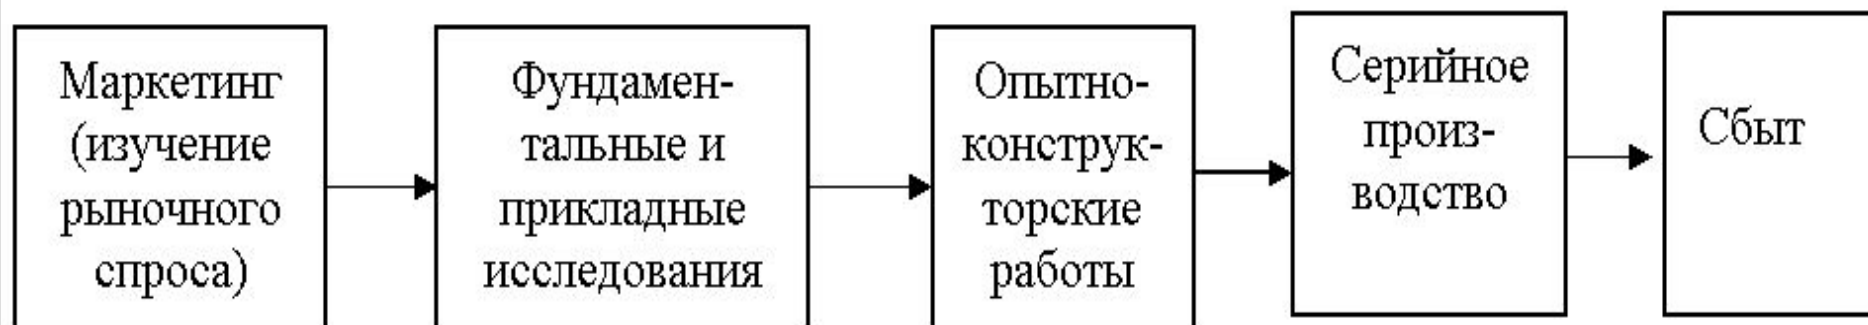 Маркетинг
(изучение
рыночного
спроса)
Фундамен-
тальные и
прикладные
исследования
Опытно-
конструк-
торские
работы
Серийное
произ-
водство
Сбыт